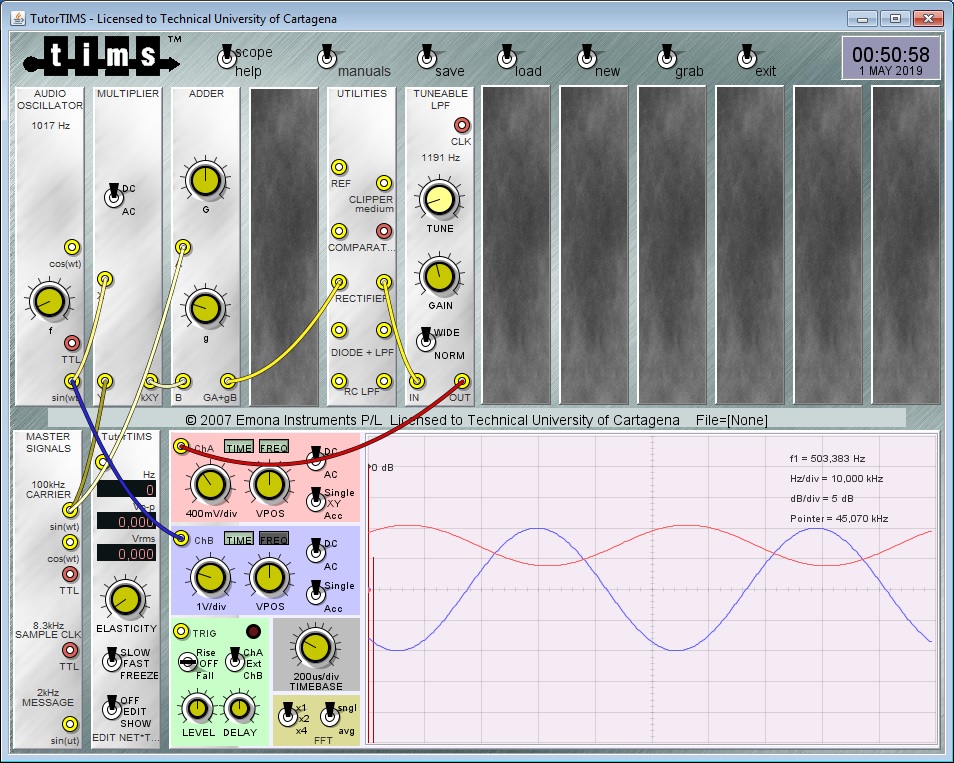 TutorTIMS - Licensed to Technical University of Cartagena
tims™
scope
help
manuals
save
load
new
grab
exit
00:50:58
1 MAY 2019
AUDIO
OSCILLATOR
1017 Hz
cos(wt)
f
TTL
sin(wt)
MULTIPLIER
DC
AC
kXY
ADDER
G
g
B
GA+gB
UTILITIES
REF
CLIPPER
medium
COMPARAT...
RECTIFIER
DIODE + LPF
RC LPF
TUNEABLE
LPF
CLK
1191 Hz
TUNE
GAIN
WIDE
NORM
IN
OUT
© 2007 Emona Instruments P/L Licensed to Technical University of Cartagena File=[None]
MASTER
SIGNALS
100kHz
CARRIER
sin(wt)
cos(wt)
TTL
8.3kHz
SAMPLE CLK
TTL
2kHz
MESSAGE
sin(ut)
TutorTIMS
Hz
0
0,000
Vrms
0,000
ELASTICITY
SLOW
FAST
FREEZE
OFF
EDIT
SHOW
EDIT NET*T...
ChA
TIME
FREQ
DC
AC
400mV/div
VPOS
Single
XY
Acc
ChB
TIME
FREQ
DC
AC
1V/div
VPOS
Single
Acc
TRIG
Rise
OFF
Fall
ChA
Ext
ChB
LEVEL
DELAY
200us/div
TIMEBASE
x1
x2
x4
sngl
avg
FFT
0 dB
f1 = 503,383 Hz
Hz/div = 10,000 kHz
dB/div = 5 dB
Pointer = 45,070 kHz